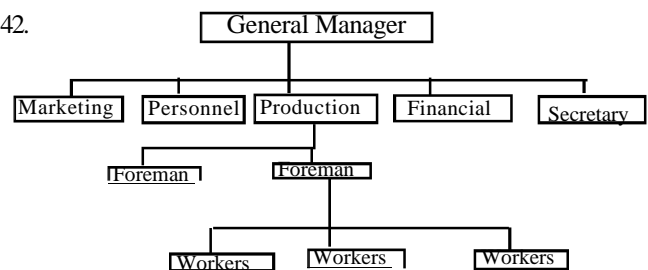 42.
General Manager
Marketing Personnel Production Financial Secretary
Foreman Foreman
Workers Workers Workers